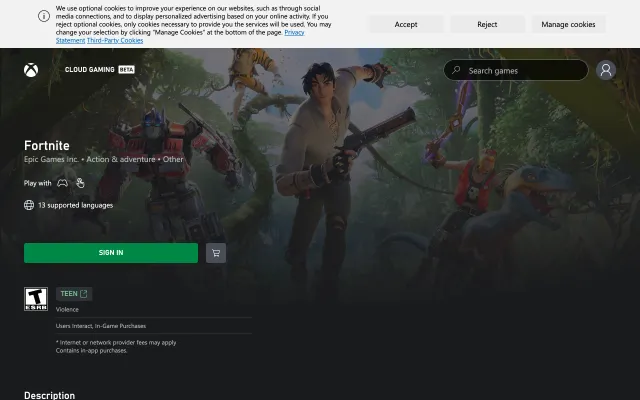 We use optional cookies to improve your experience on our websites, such as through social
media connections, and to display personalized advertising based on your online activity. If you
reject optional cookies, only cookies necessary to provide you the services will be used. You may
change your selection by clicking "Manage Cookies" at the bottom of the page. Privacy
Statement Third-Party Cookies
Accept
Reject
Manage cookies
CLOUD GAMING BETA
Search games
Fortnite
Epic Games Inc. • Action & adventure • Other
Play with
13 supported languages
SIGN IN
T
ESRB
TEEN
Violence
Users Interact, In-Game Purchases
* Internet or network provider fees may apply
Contains in-app purchases.
Description